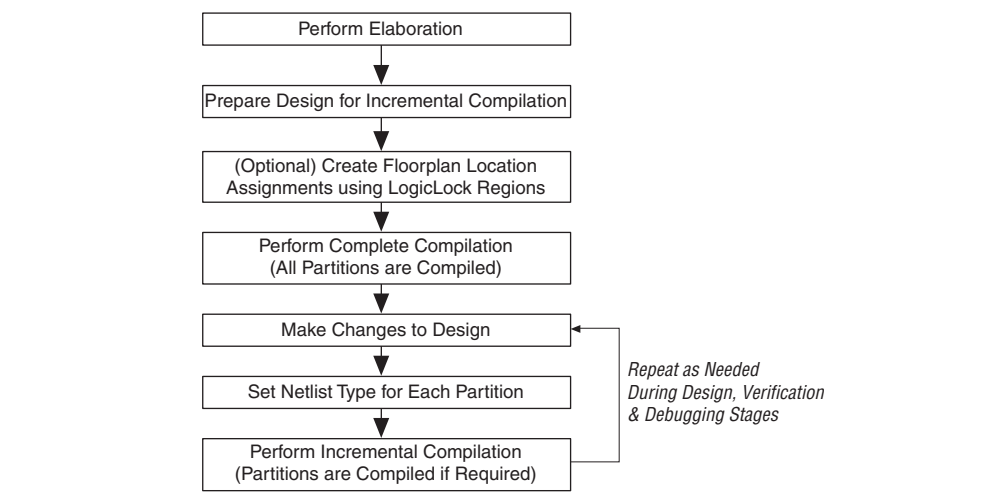 Perform Elaboration
Prepare Design for Incremental Compilation
(Optional) Create Floorplan Location
Assignments using LogicLock Regions
Perform Complete Compilation
(All Partitions are Compiled)
Make Changes to Design
Set Netlist Type for Each Partition
Perform Incremental Compilation
(Partitions are Compiled if Required)
Repeat as Needed
During Design, Verification
& Debugging Stages